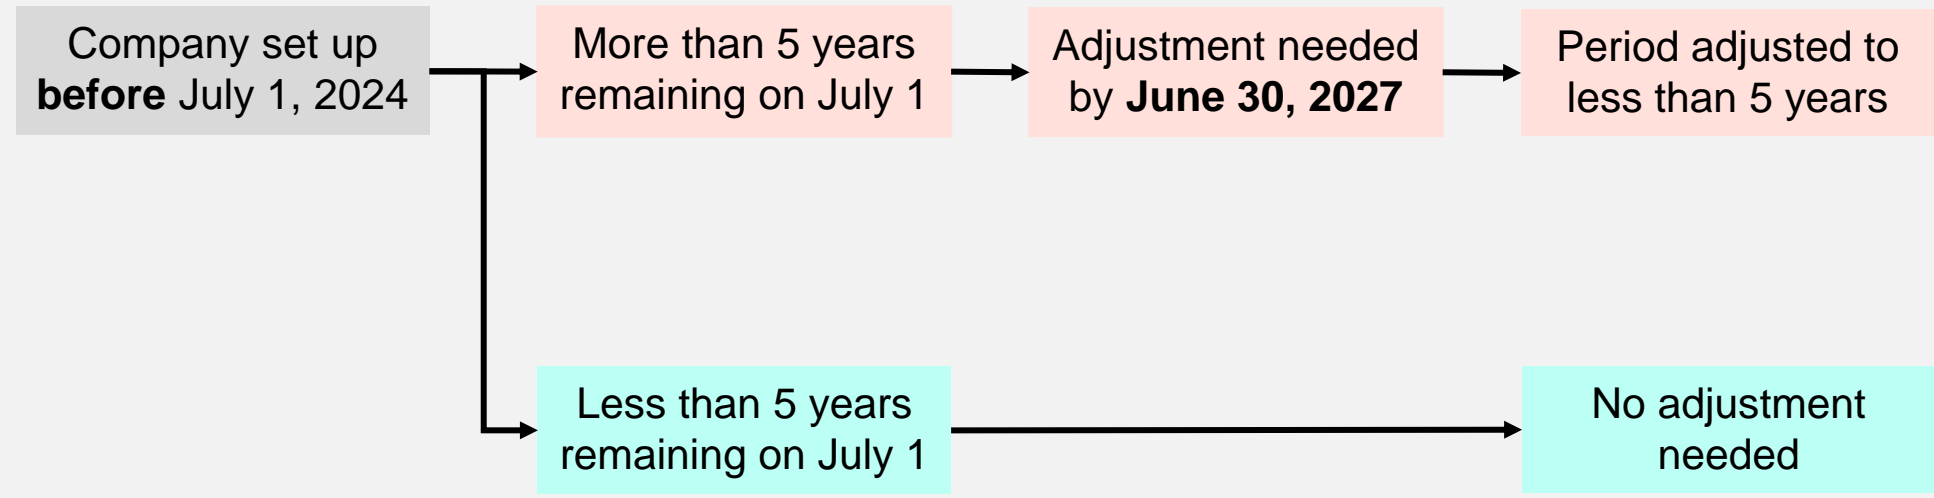 Company set up
before July 1, 2024
More than 5 years
remaining on July 1
Adjustment needed
by June 30, 2027
Period adjusted to
less than 5 years
Less than 5 years
remaining on July 1
No adjustment
needed